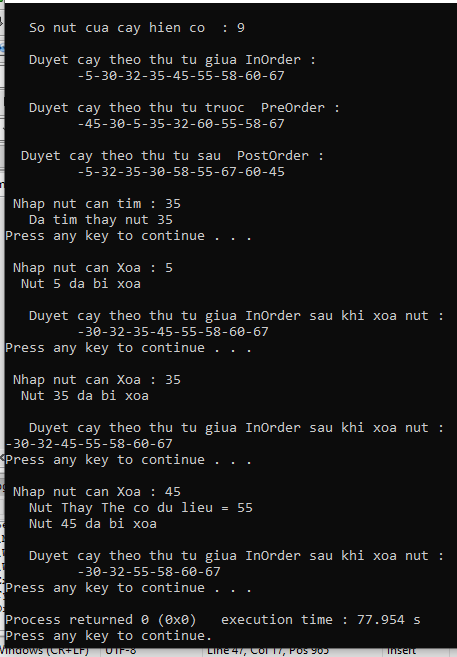 So nut cua cay hien co  : 9
Duyet cay theo thu tu giua InOrder :
-5-30-32-35-45-55-58-60-67
Duyet cay theo thu tu truoc  PreOrder :
-45-30-5-35-32-60-55-58-67
Duyet cay theo thu tu sau  PostOrder :
-5-32-35-30-58-55-67-60-45
Nhap nut can tim : 35
Da tim thay nut 35
Press any key to continue . . .
Nhap nut can Xoa : 5
Nut 5 da bi xoa
Duyet cay theo thu tu giua InOrder sau khi xoa nut :
-30-32-35-45-55-58-60-67
Press any key to continue . . .
Nhap nut can Xoa : 35
Nut 35 da bi xoa
Duyet cay theo thu tu giua InOrder sau khi xoa nut :
-30-32-45-55-58-60-67
Press any key to continue . . .
Nhap nut can Xoa : 45
Nut Thay The co du lieu = 55
Nut 45 da bi xoa
Duyet cay theo thu tu giua InOrder sau khi xoa nut :
-30-32-55-58-60-67
Press any key to continue . . .
Process returned 0 (0x0)   execution time : 77.954 s
Press any key to continue.
Windows (CR+LF) UTF-8 Line 47, Col 17, Pos 965 Insert